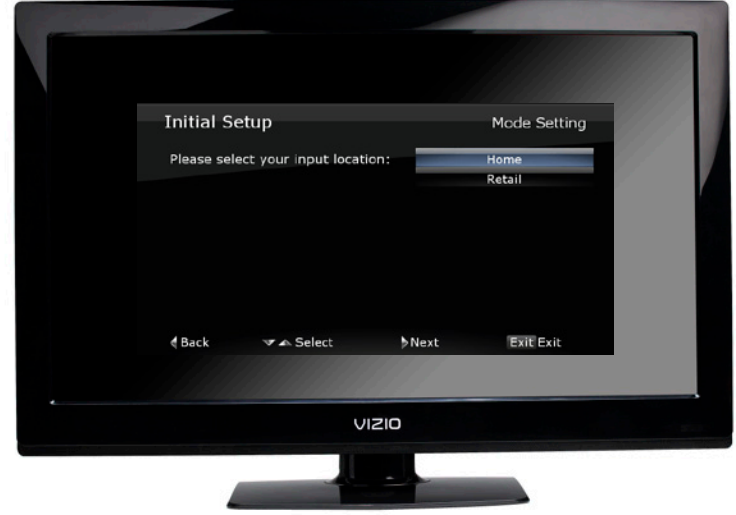 Initial Setup Mode Setting
Please select your input location: Home
Retail
Back Select Next Exit Exit
VIZIO